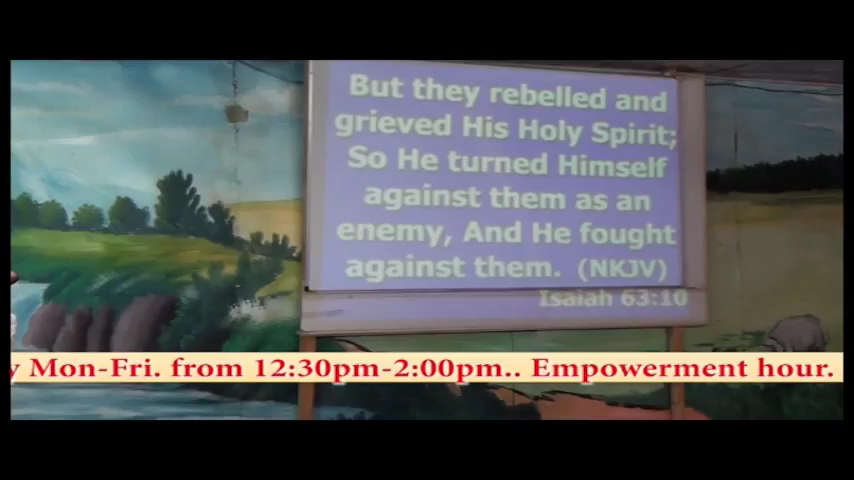 But they rebelled and
grieved His Holy Spirit;
So He turned Himself
against them as an
enemy, And He fought
against them. (NKJV)
Isaiah 63:10
y Mon-Fri. from 12:30pm-2:00pm.. Empowerment hour.